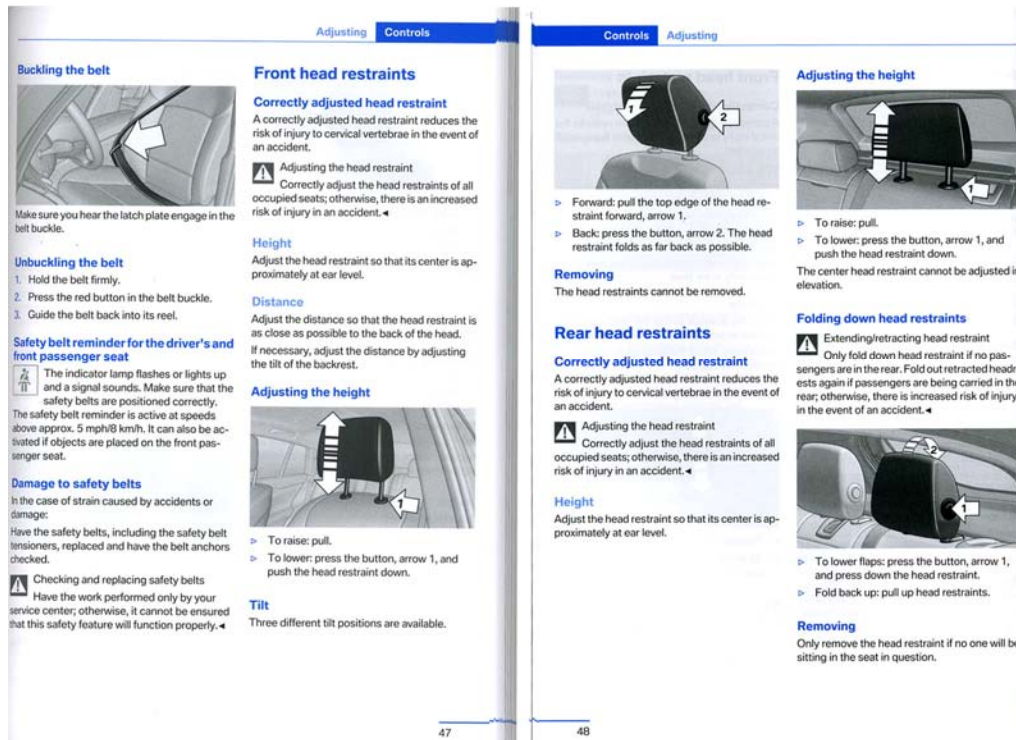 Adjusting Controls
Buckling the belt
Make sure you hear the latch plate engage in the
belt buckle.
Unbuckling the belt
1. Hold the belt firmly.
2. Press the red button in the belt buckle.
3. Guide the belt back into its reel.
Safety belt reminder for the driver's and
front passenger seat
The indicator lamp flashes or lights up
and a signal sounds. Make sure that the
safety belts are positioned correctly.
The safety belt reminder is active at speeds
above approx. 5 mph/8 km/h. It can also be ac-
tivated if objects are placed on the front pas-
senger seat.
Damage to safety belts
In the case of strain caused by accidents or
damage:
Have the safety belts, including the safety belt
tensioners, replaced and have the belt anchors
checked.
Checking and replacing safety belts
Have the work performed only by your
service center; otherwise, it cannot be ensured
that this safety feature will function properly.◄
Front head restraints
Correctly adjusted head restraint
A correctly adjusted head restraint reduces the
risk of injury to cervical vertebrae in the event of
an accident.
Adjusting the head restraint
Correctly adjust the head restraints of all
occupied seats; otherwise, there is an increased
risk of injury in an accident.◄
Height
Adjust the head restraint so that its center is ap-
proximately at ear level.
Distance
Adjust the distance so that the head restraint is
as close as possible to the back of the head.
If necessary, adjust the distance by adjusting
the tilt of the backrest.
Adjusting the height
1
▷ To raise: pull.
▷ To lower: press the button, arrow 1, and
push the head restraint down.
Tilt
Three different tilt positions are available.
47
Controls Adjusting
1
2
▷ Forward: pull the top edge of the head re-
straint forward, arrow 1.
▷ Back: press the button, arrow 2. The head
restraint folds as far back as possible.
Removing
The head restraints cannot be removed.
Rear head restraints
Correctly adjusted head restraint
A correctly adjusted head restraint reduces the
risk of injury to cervical vertebrae in the event of
an accident.
Adjusting the head restraint
Correctly adjust the head restraints of all
occupied seats; otherwise, there is an increased
risk of injury in an accident.◄
Height
Adjust the head restraint so that its center is ap-
proximately at ear level.
Adjusting the height
1
▷ To raise: pull.
▷ To lower: press the button, arrow 1, and
push the head restraint down.
The center head restraint cannot be adjusted i
elevation.
Folding down head restraints
Extending/retracting head restraint
Only fold down head restraint if no pas-
sengers are in the rear. Fold out retracted headr
ests again if passengers are being carried in the
rear; otherwise, there is increased risk of injury
in the event of an accident.◄
2
1
▷ To lower flaps: press the button, arrow 1,
and press down the head restraint.
▷ Fold back up: pull up head restraints.
Removing
Only remove the head restraint if no one will be
sitting in the seat in question.
48